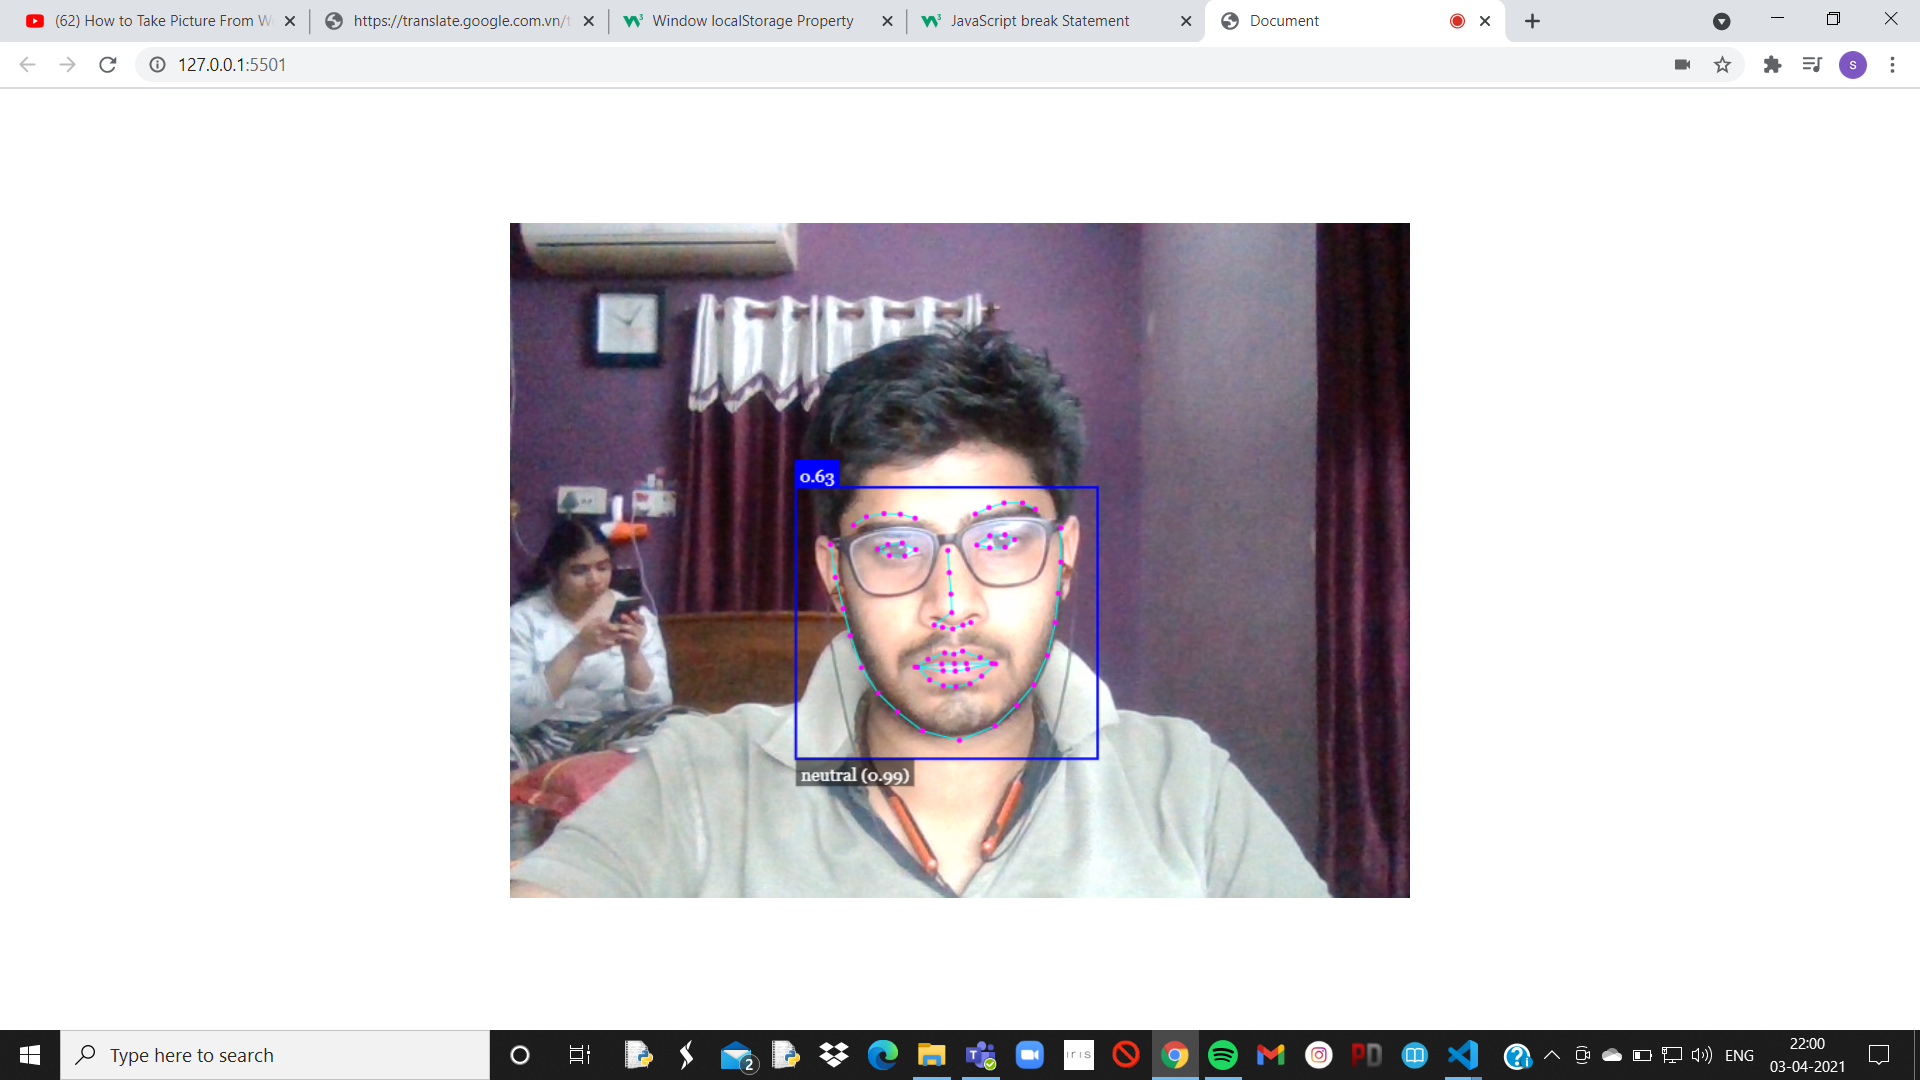 (62) How to Take Picture From W
https://translate.google.com.vn/t
Window localStorage Property
JavaScript break Statement
Document
127.0.0.1:5501
S
0.63
neutral (0.99)
Type here to search
2
iris
PD
ENG
22:00
03-04-2021